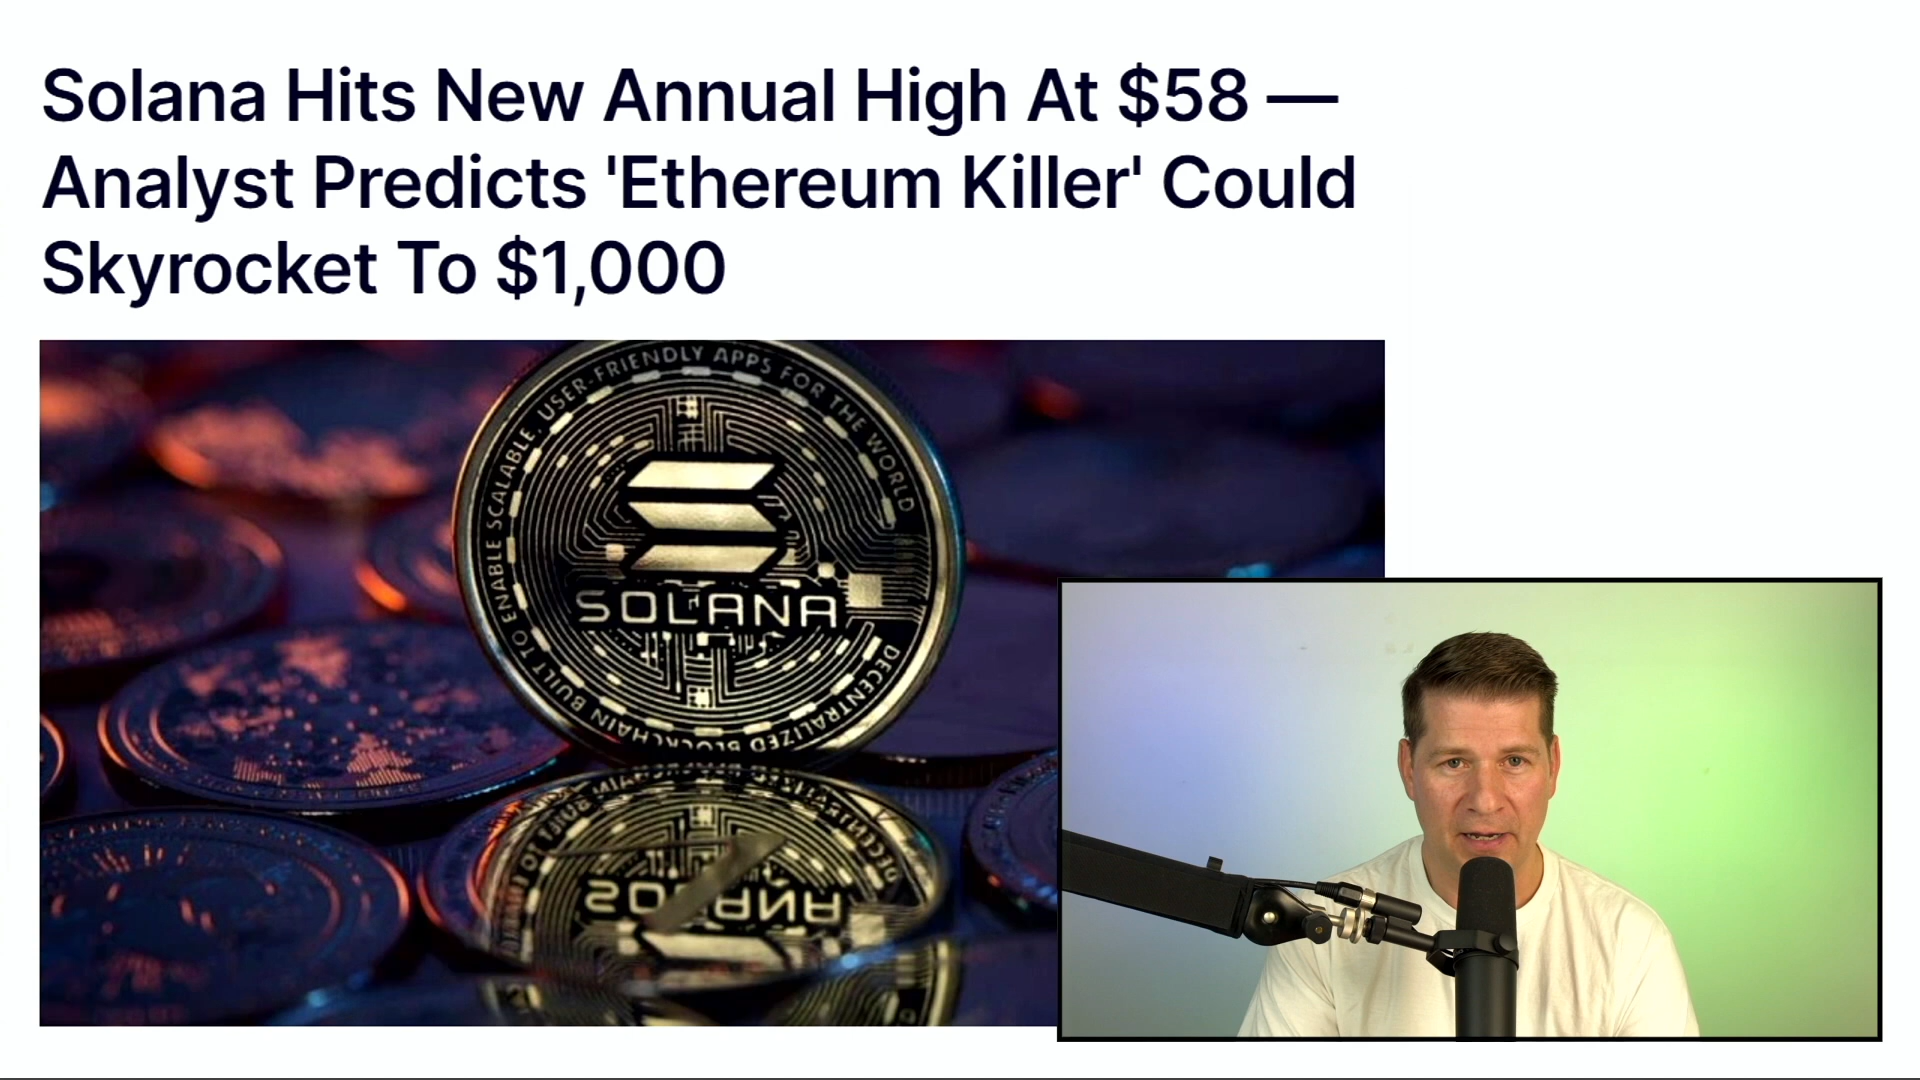 Solana Hits New Annual High At $58 —
Analyst Predicts 'Ethereum Killer' Could
Skyrocket To $1,000
BUILT TO ENABLE SCALABLE, USER-FRIENDLY APPS FOR THE WORLD
SOLANA
DECENTRALIZED BLOCKCHAIN